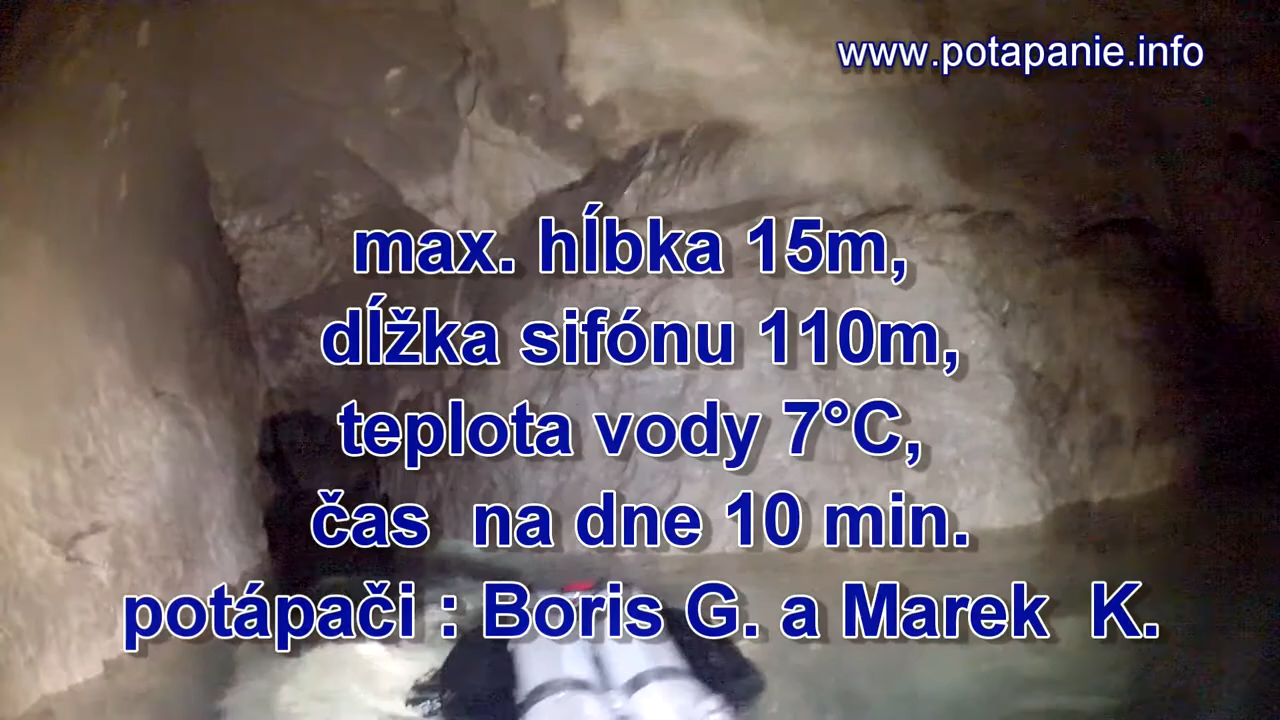 www.potapanie.info
max. hĺbka 15m,
dĺžka sifónu 110m,
teplota vody 7°C,
čas na dne 10 min.
potápači : Boris G. a Marek K.